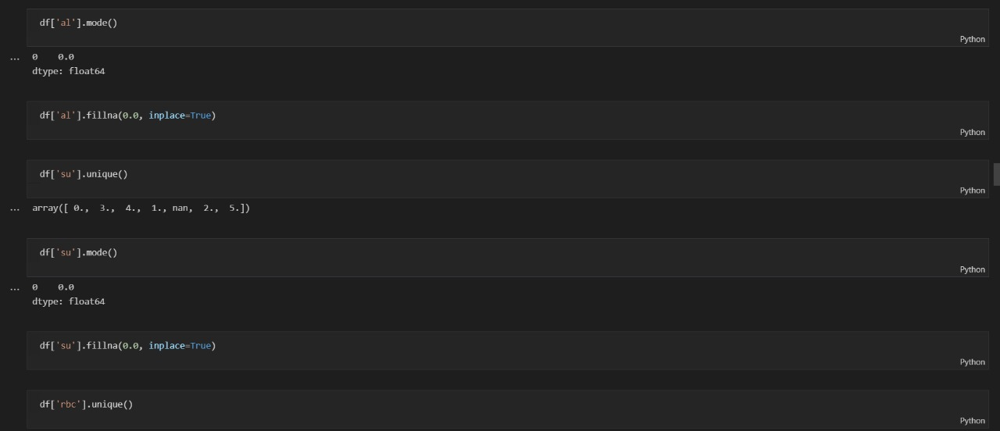 df['al'].mode()
Python
... 0    0.0
dtype: float64
df['al'].fillna(0.0, inplace=True)
Python
df['su'].unique()
Python
... array([ 0.,  3.,  4.,  1., nan,  2.,  5.])
df['su'].mode()
Python
... 0    0.0
dtype: float64
df['su'].fillna(0.0, inplace=True)
Python
df['rbc'].unique()
Python